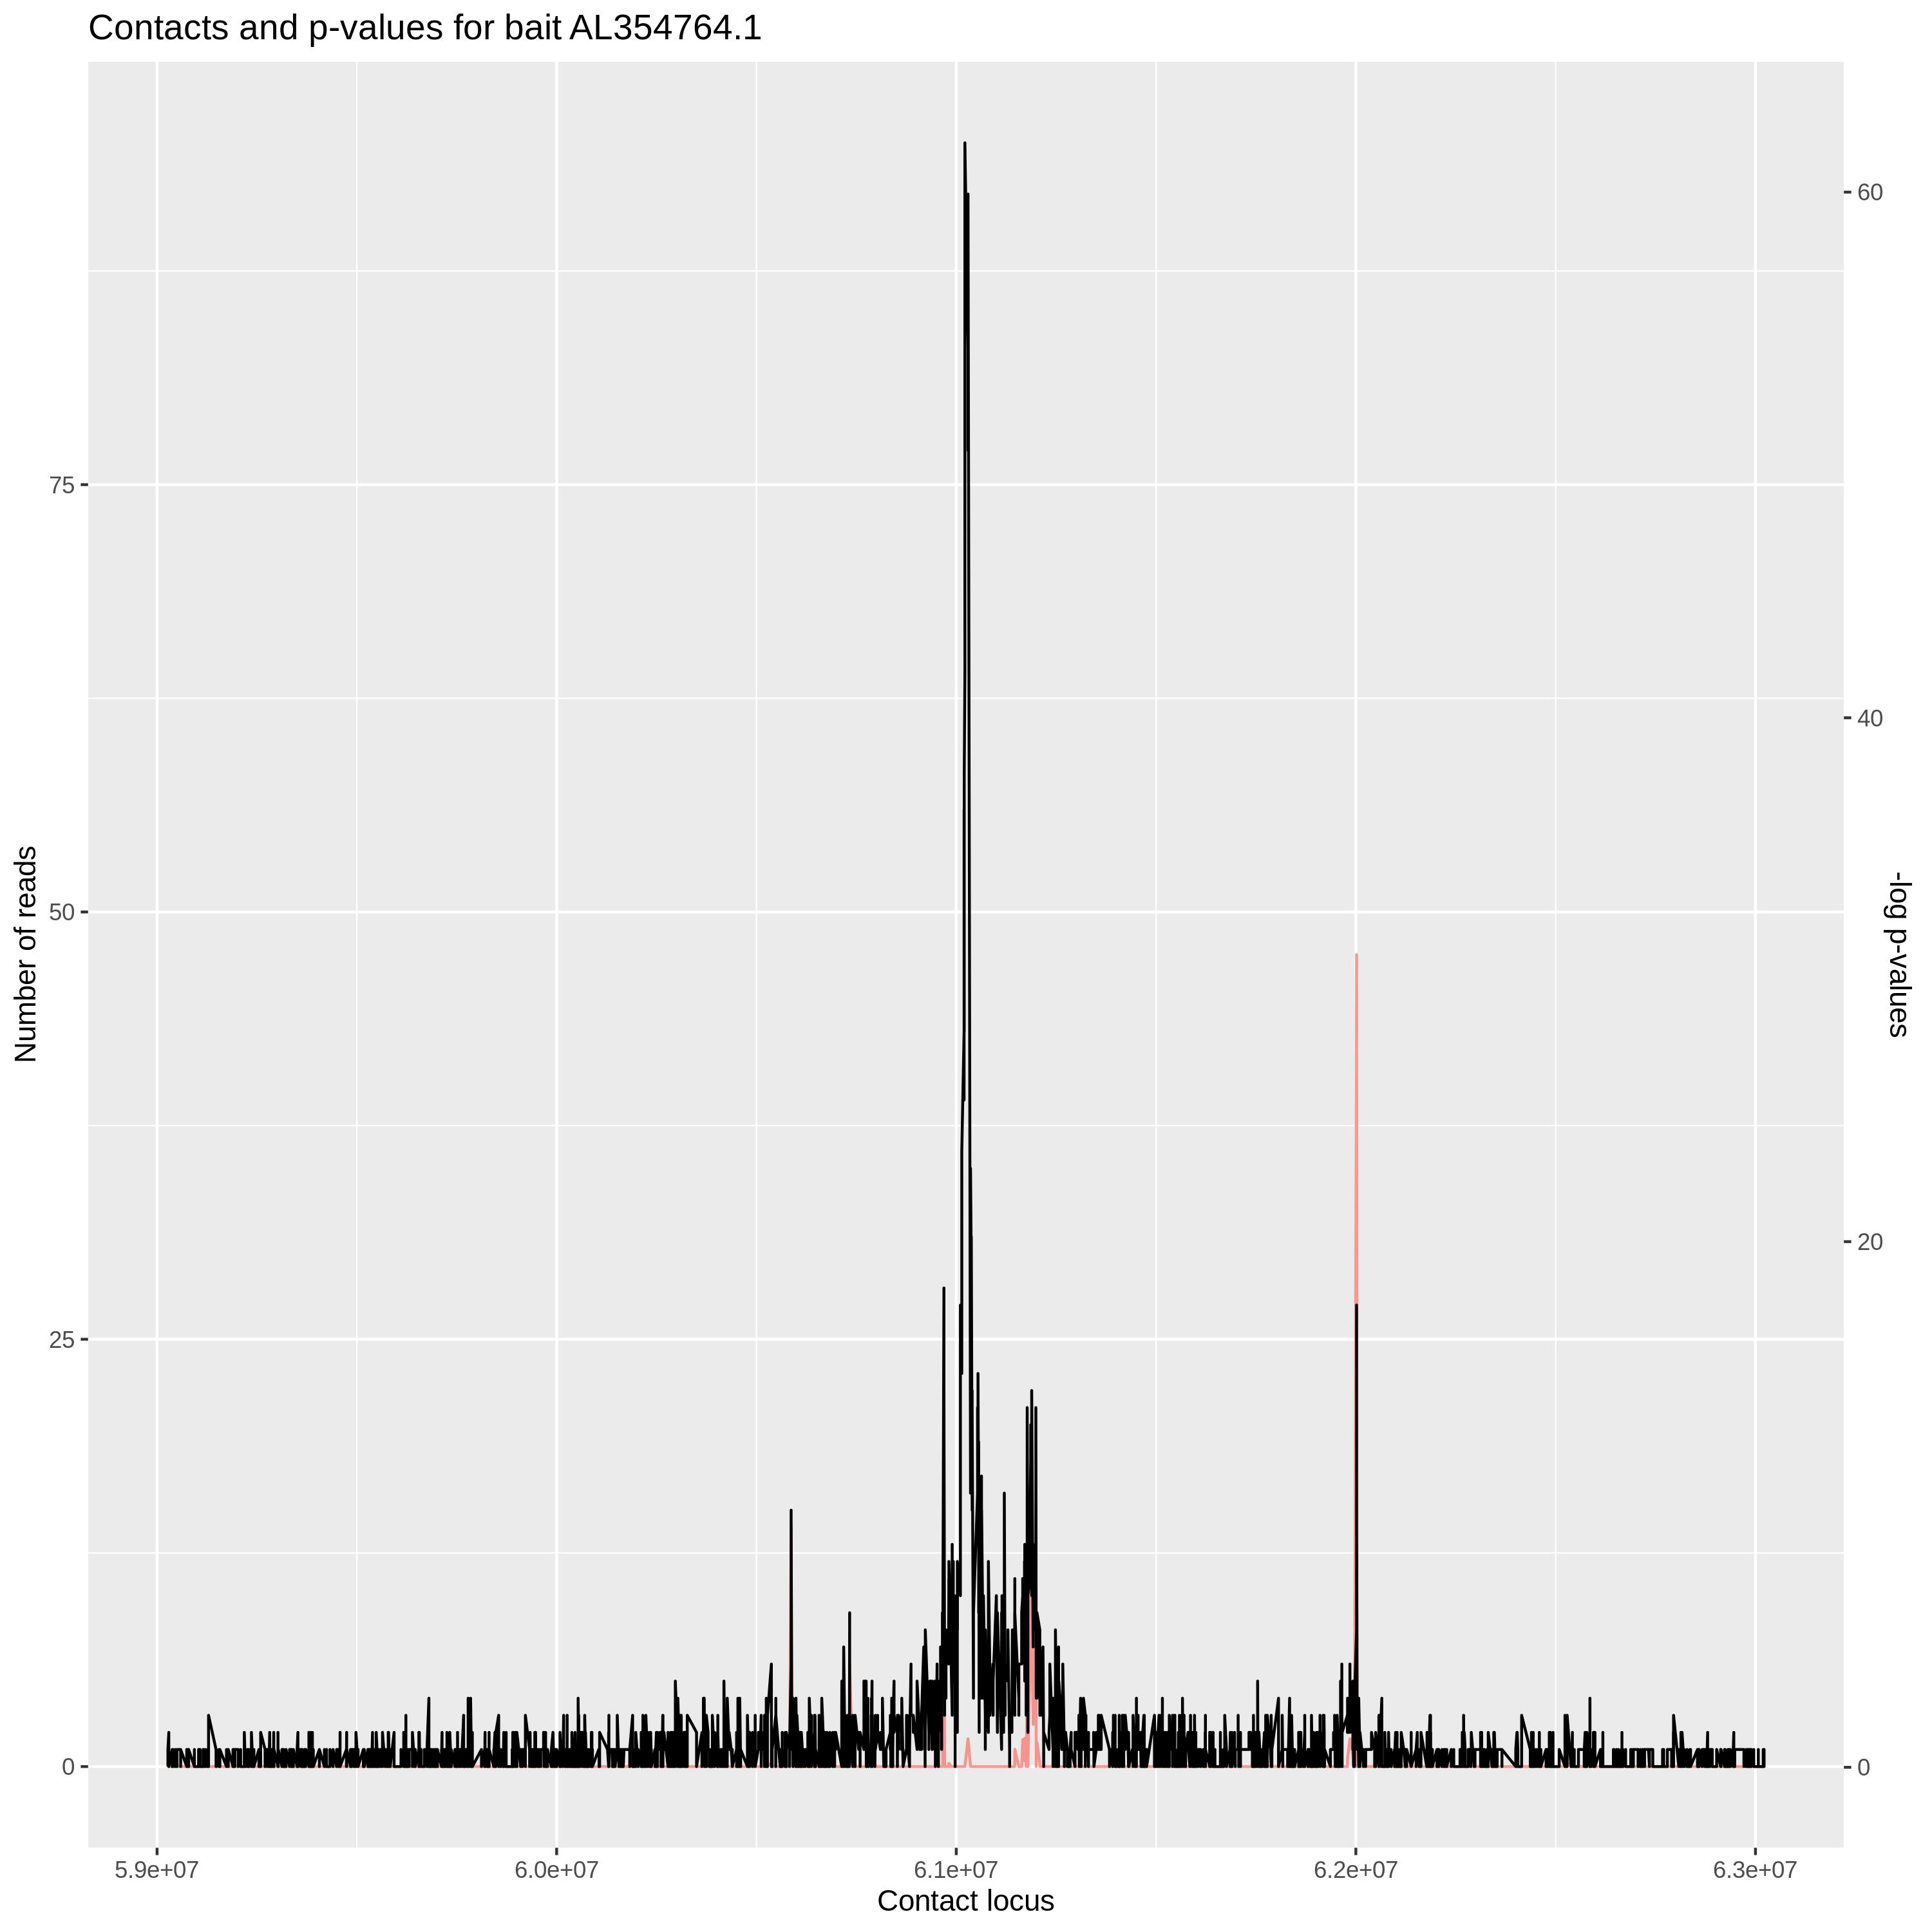 Contacts and p-values for bait AL354764.1
Number of reads
75
50
25
0
60
40
20
0
-log p-values
5.9e+07 6.0e+07 6.1e+07 6.2e+07 6.3e+07
Contact locus